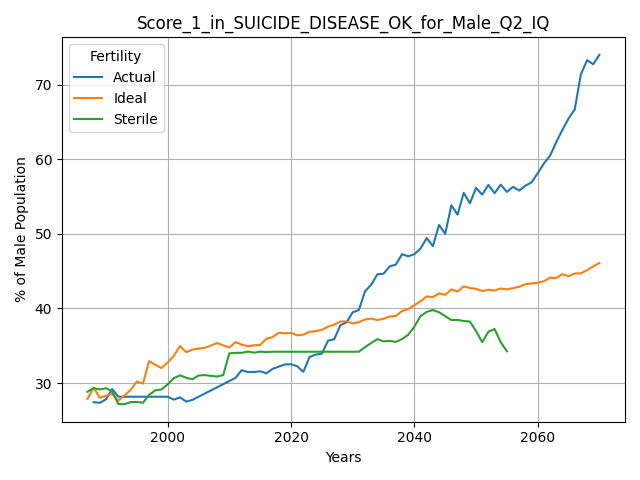 Score_1_in_SUICIDE_DISEASE_OK_for_Male_Q2_IQ
Fertility
Actual
Ideal
Sterile
% of Male Population
70
60
50
40
30
2000
2020
2040
2060
Years